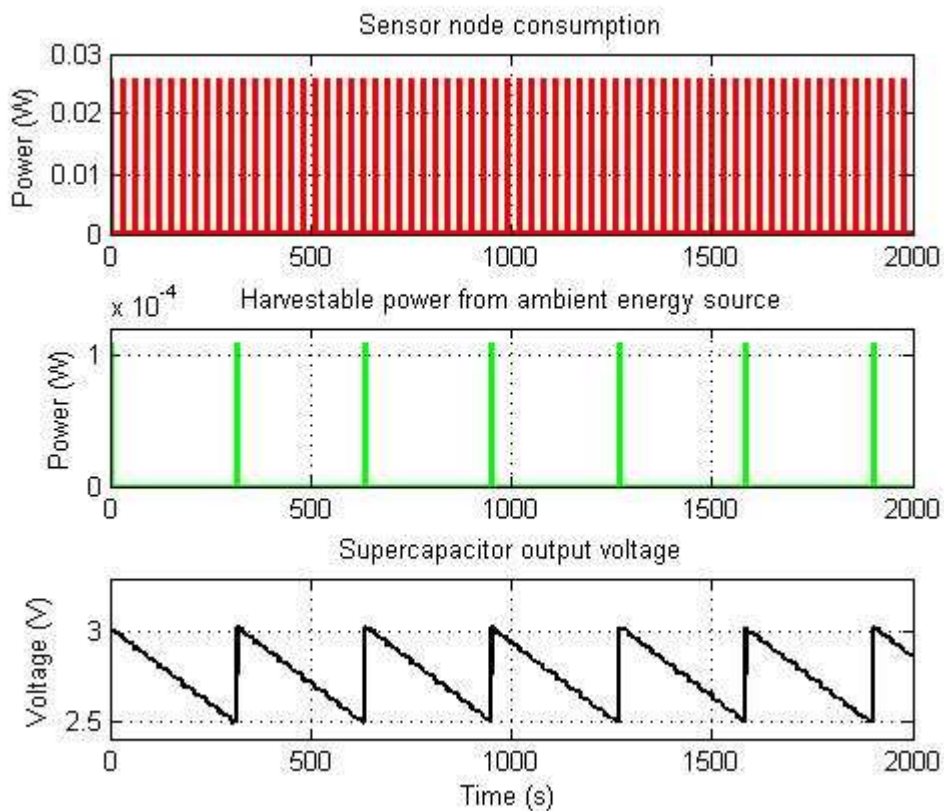 Sensor node consumption
0.03
0.02
0.01
0
Power (W)
0 500 1000 1500 2000
x 10^-4
Harvestable power from ambient energy source
1
0
Power (W)
0 500 1000 1500 2000
Supercapacitor output voltage
3
2.5
Voltage (V)
0 500 1000 1500 2000
Time (s)